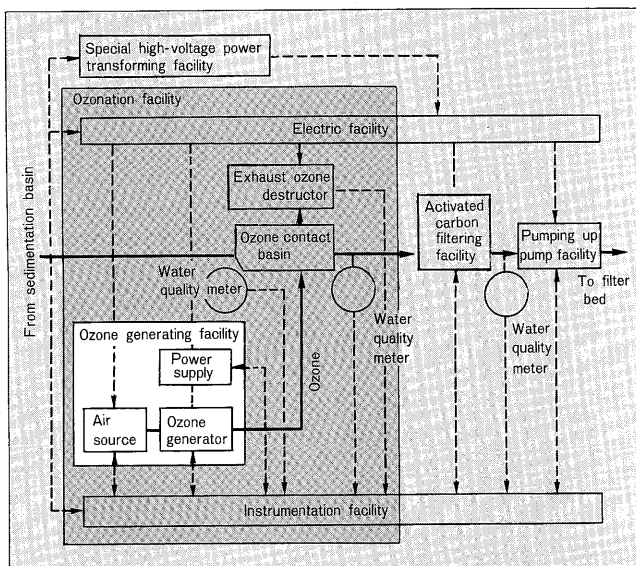 Special high-voltage power
transforming facility
Ozonation facility
Electric facility
Exhaust ozone
destructor
Activated
carbon
filtering
facility
Pumping up
pump facility
Ozone contact
basin
From sedimentation basin
To filter
bed
Water
quality meter
Water
quality
meter
Water
quality
meter
Ozone generating facility
Power
supply
Ozone
Air
source
Ozone
generator
Instrumentation facility